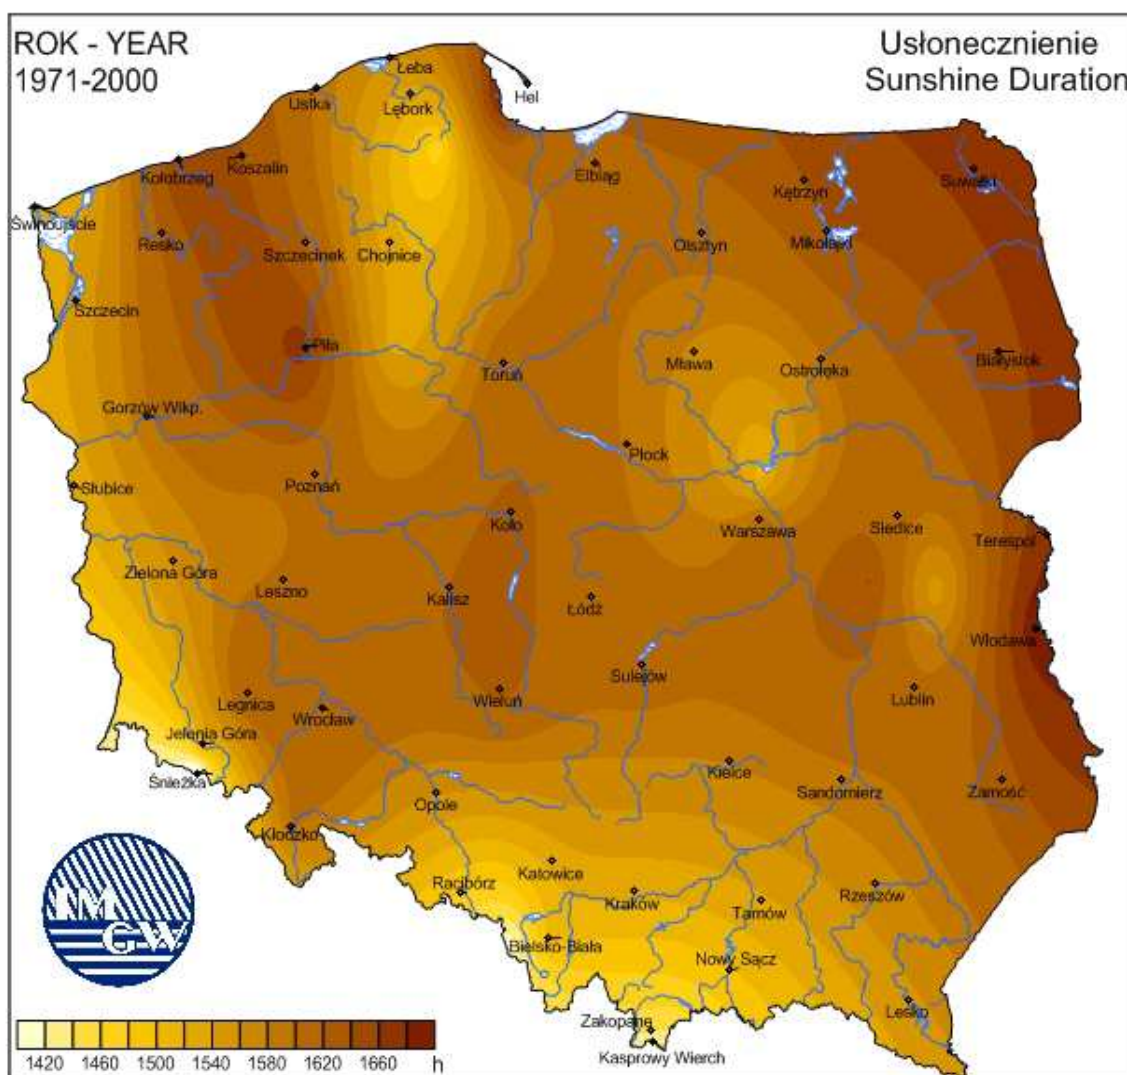 ROK - YEAR
1971-2000
Usłonecznienie
Sunshine Duration
Łeba
Hel
Ustka
Lębork
Koszalin
Kołobrzeg
Elbląg
Kętrzyn
Suwałki
Świnoujście
Resko
Szczecinek
Chojnice
Olsztyn
Mikołajki
Szczecin
Piła
Toruń
Mława
Ostrołęka
Białystok
Gorzów Wlkp.
Płock
Słubice
Poznań
Koło
Warszawa
Siedlce
Terespol
Zielona Góra
Leszno
Kalisz
Łódź
Włodawa
Sulejów
Legnica
Wrocław
Wieluń
Lublin
Jelenia Góra
Śnieżka
Kielce
Sandomierz
Zamość
Opole
Kłodzko
Katowice
Racibórz
Kraków
Tarnów
Rzeszów
Bielsko-Biała
Nowy Sącz
Lesko
Zakopane
Kasprowy Wierch
IM
GW
1420 1460 1500 1540 1580 1620 1660 h